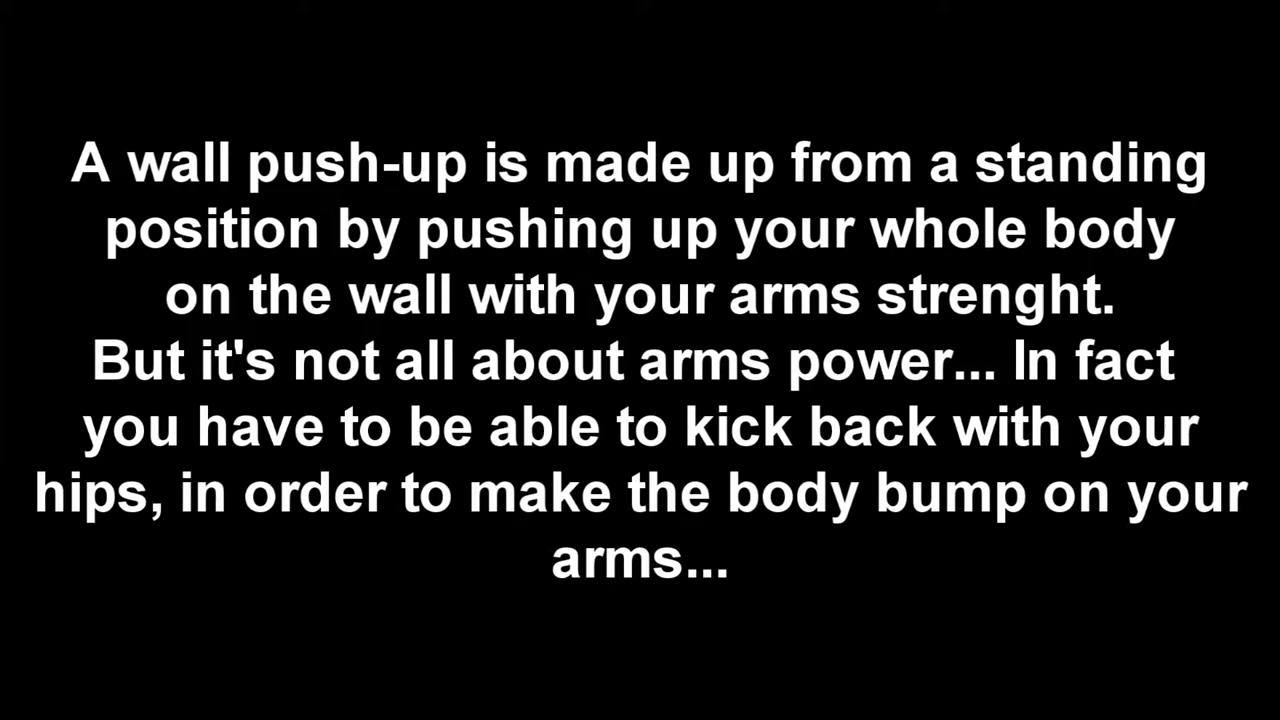 A wall push-up is made up from a standing
position by pushing up your whole body
on the wall with your arms strenght.
But it's not all about arms power... In fact
you have to be able to kick back with your
hips, in order to make the body bump on your
arms...